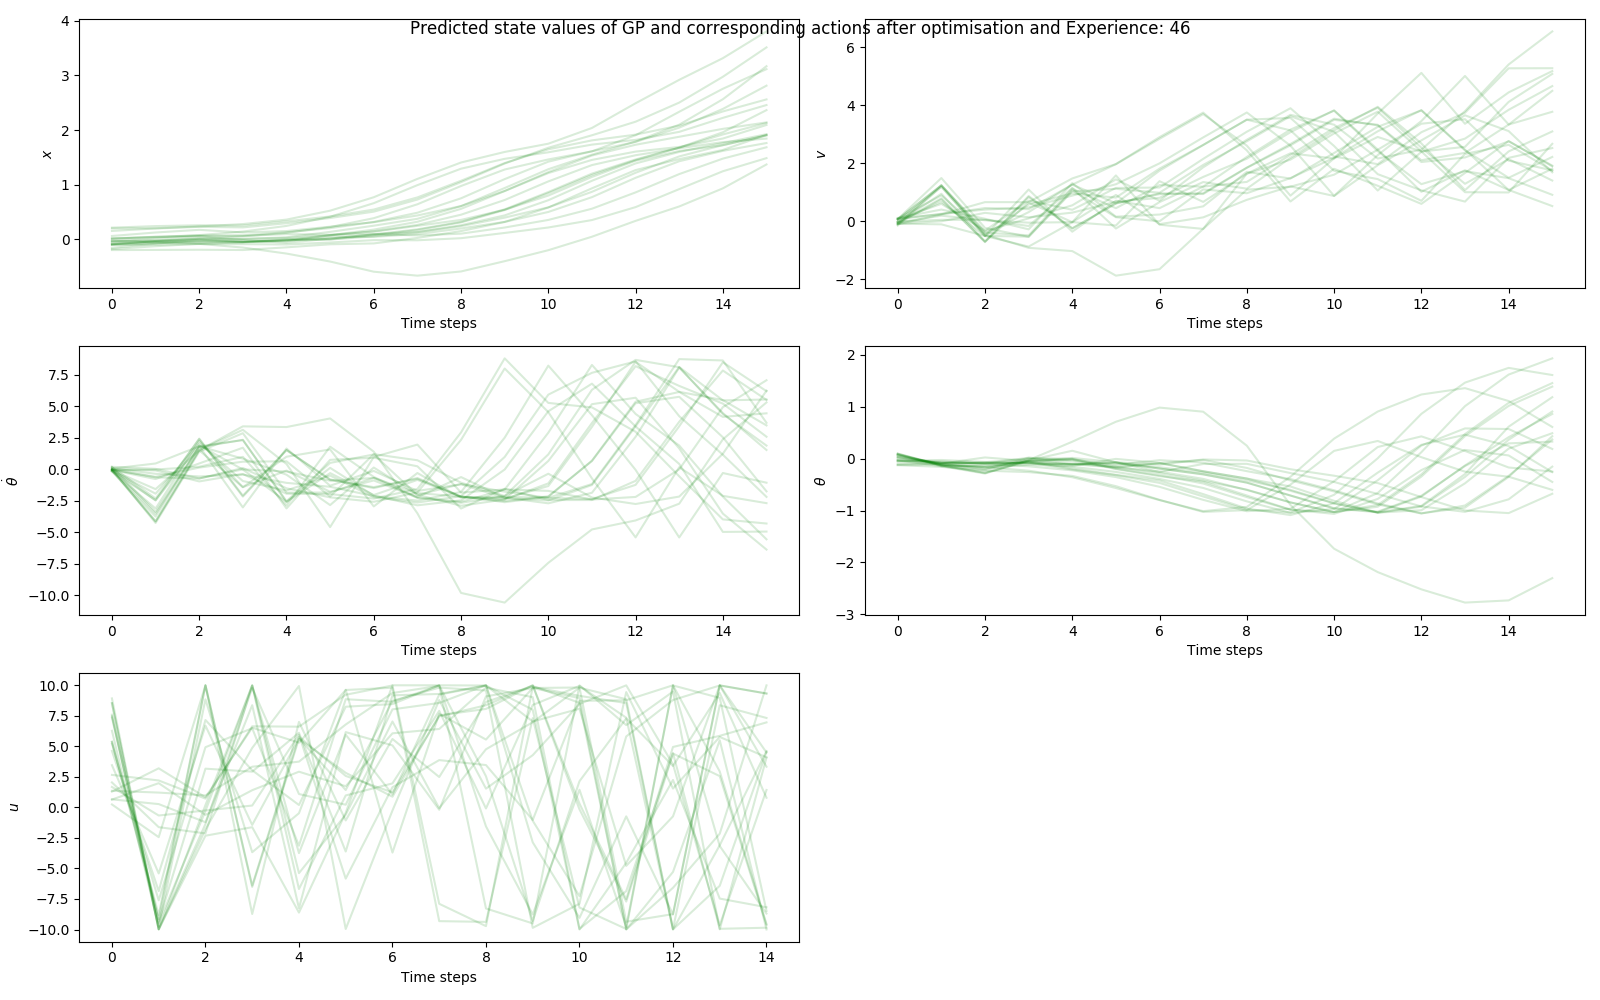 Predicted state values of GP and corresponding actions after optimisation and Experience: 46
4
3
2
1
0
x
0 2 4 6 8 10 12 14
Time steps
6
4
2
0
−2
v
0 2 4 6 8 10 12 14
Time steps
7.5
5.0
2.5
0.0
−2.5
−5.0
−7.5
−10.0
θ̇
0 2 4 6 8 10 12 14
Time steps
2
1
0
−1
−2
−3
θ
0 2 4 6 8 10 12 14
Time steps
10.0
7.5
5.0
2.5
0.0
−2.5
−5.0
−7.5
−10.0
u
0 2 4 6 8 10 12 14
Time steps